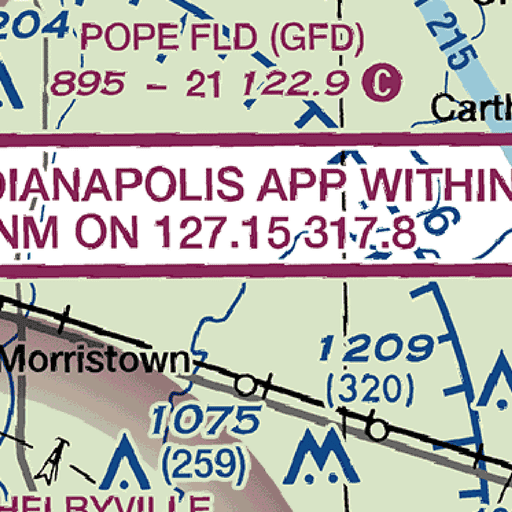 204 POPE FLD (GFD)
895 – 21 122.9 C
215
Carth
DIANAPOLIS APP WITHIN
NM ON 127.15 317.8
Morristown
1209
(320)
1075
(259)
HELBYVILLE